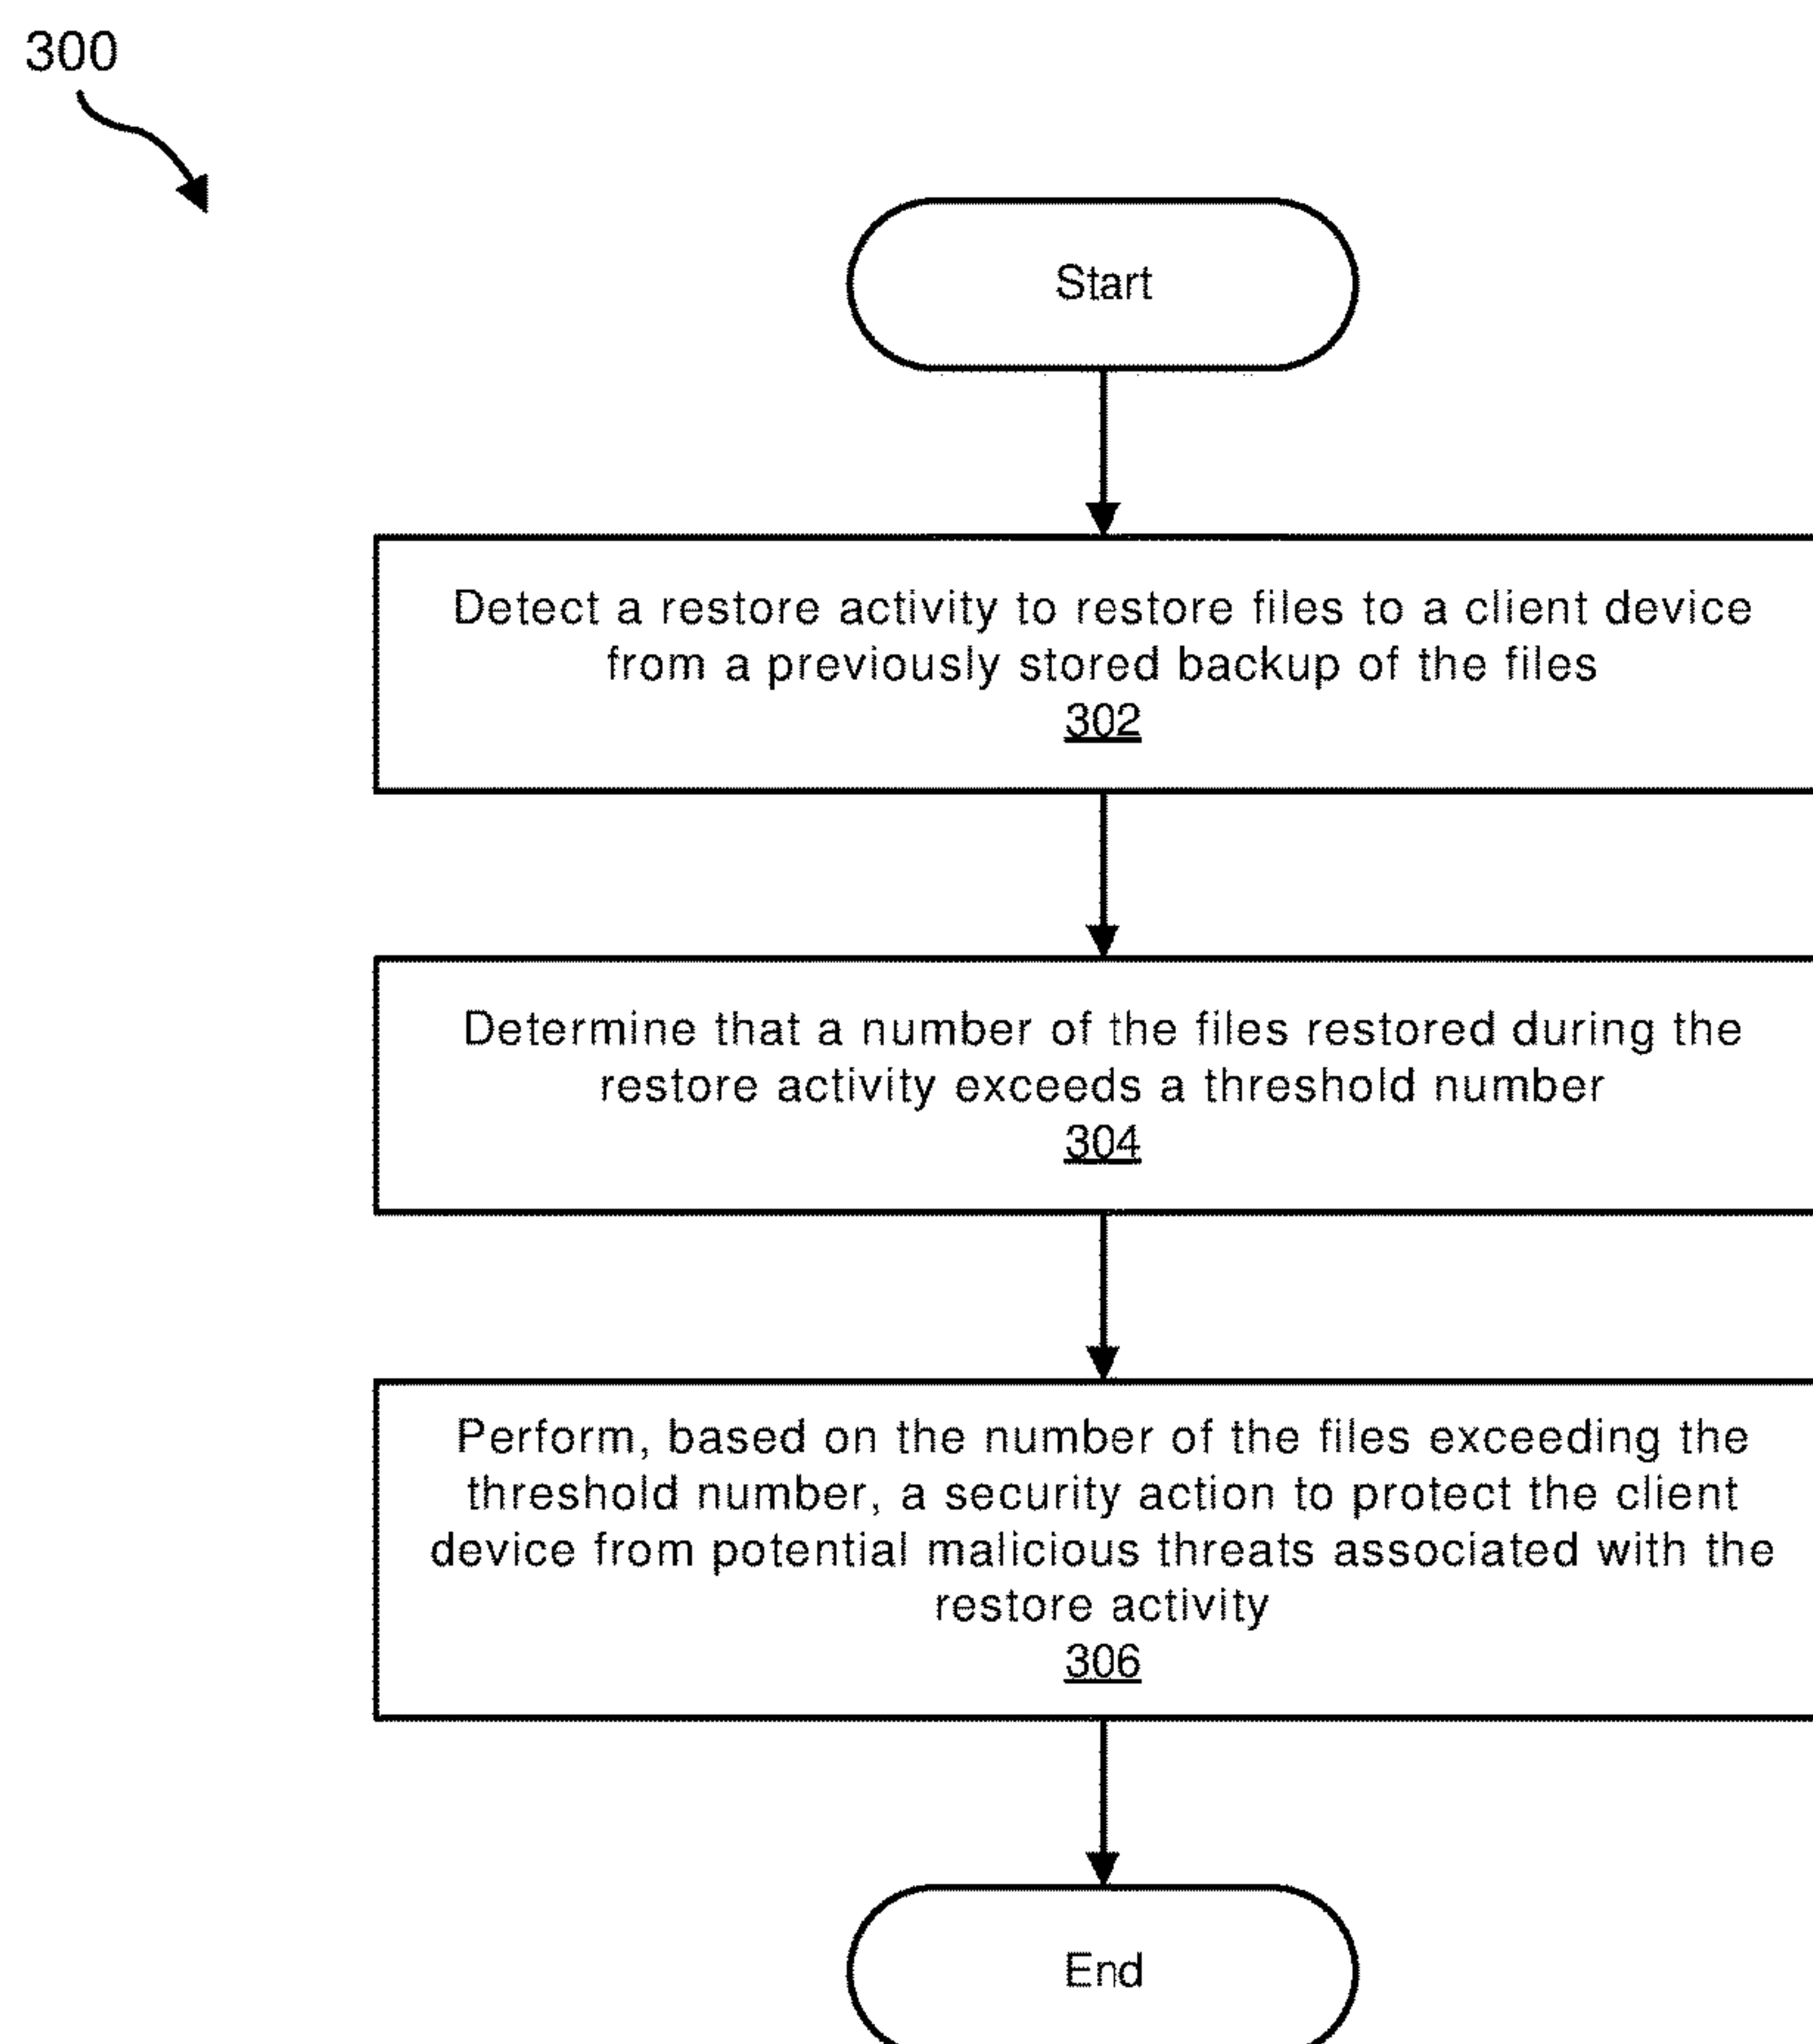 300
Start
Detect a restore activity to restore files to a client device
from a previously stored backup of the files
302
Determine that a number of the files restored during the
restore activity exceeds a threshold number
304
Perform, based on the number of the files exceeding the
threshold number, a security action to protect the client
device from potential malicious threats associated with the
restore activity
306
End